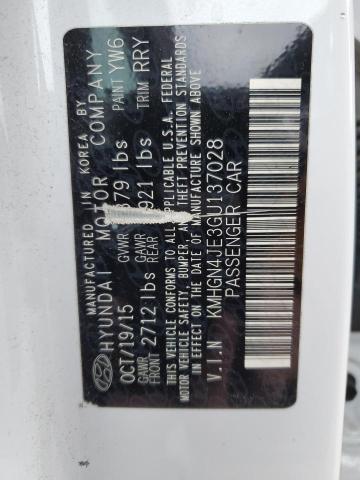 MANUFACTURED IN KOREA BY
HYUNDAI MOTOR COMPANY
OCT/19/15 GVWR 379 lbs PAINT YW6
GAWR FRONT 2712 lbs GAWR REAR 921 lbs TRIM RRY
THIS VEHICLE CONFORMS TO ALL APPLICABLE U.S.A. FEDERAL
MOTOR VEHICLE SAFETY, BUMPER, AND THEFT PREVENTION STANDARDS
IN EFFECT ON THE DATE OF MANUFACTURE SHOWN ABOVE
V.I.N KMHGN4JE3GU137028
PASSENGER CAR